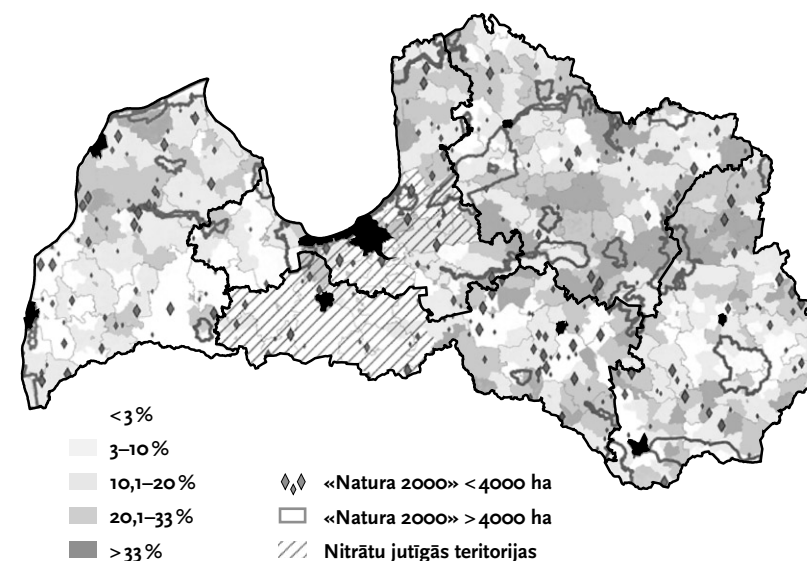 <3 %
3–10 %
10,1–20 %
20,1–33 %
>33 %
«Natura 2000» <4000 ha
«Natura 2000» >4000 ha
Nitrātu jutīgās teritorijas